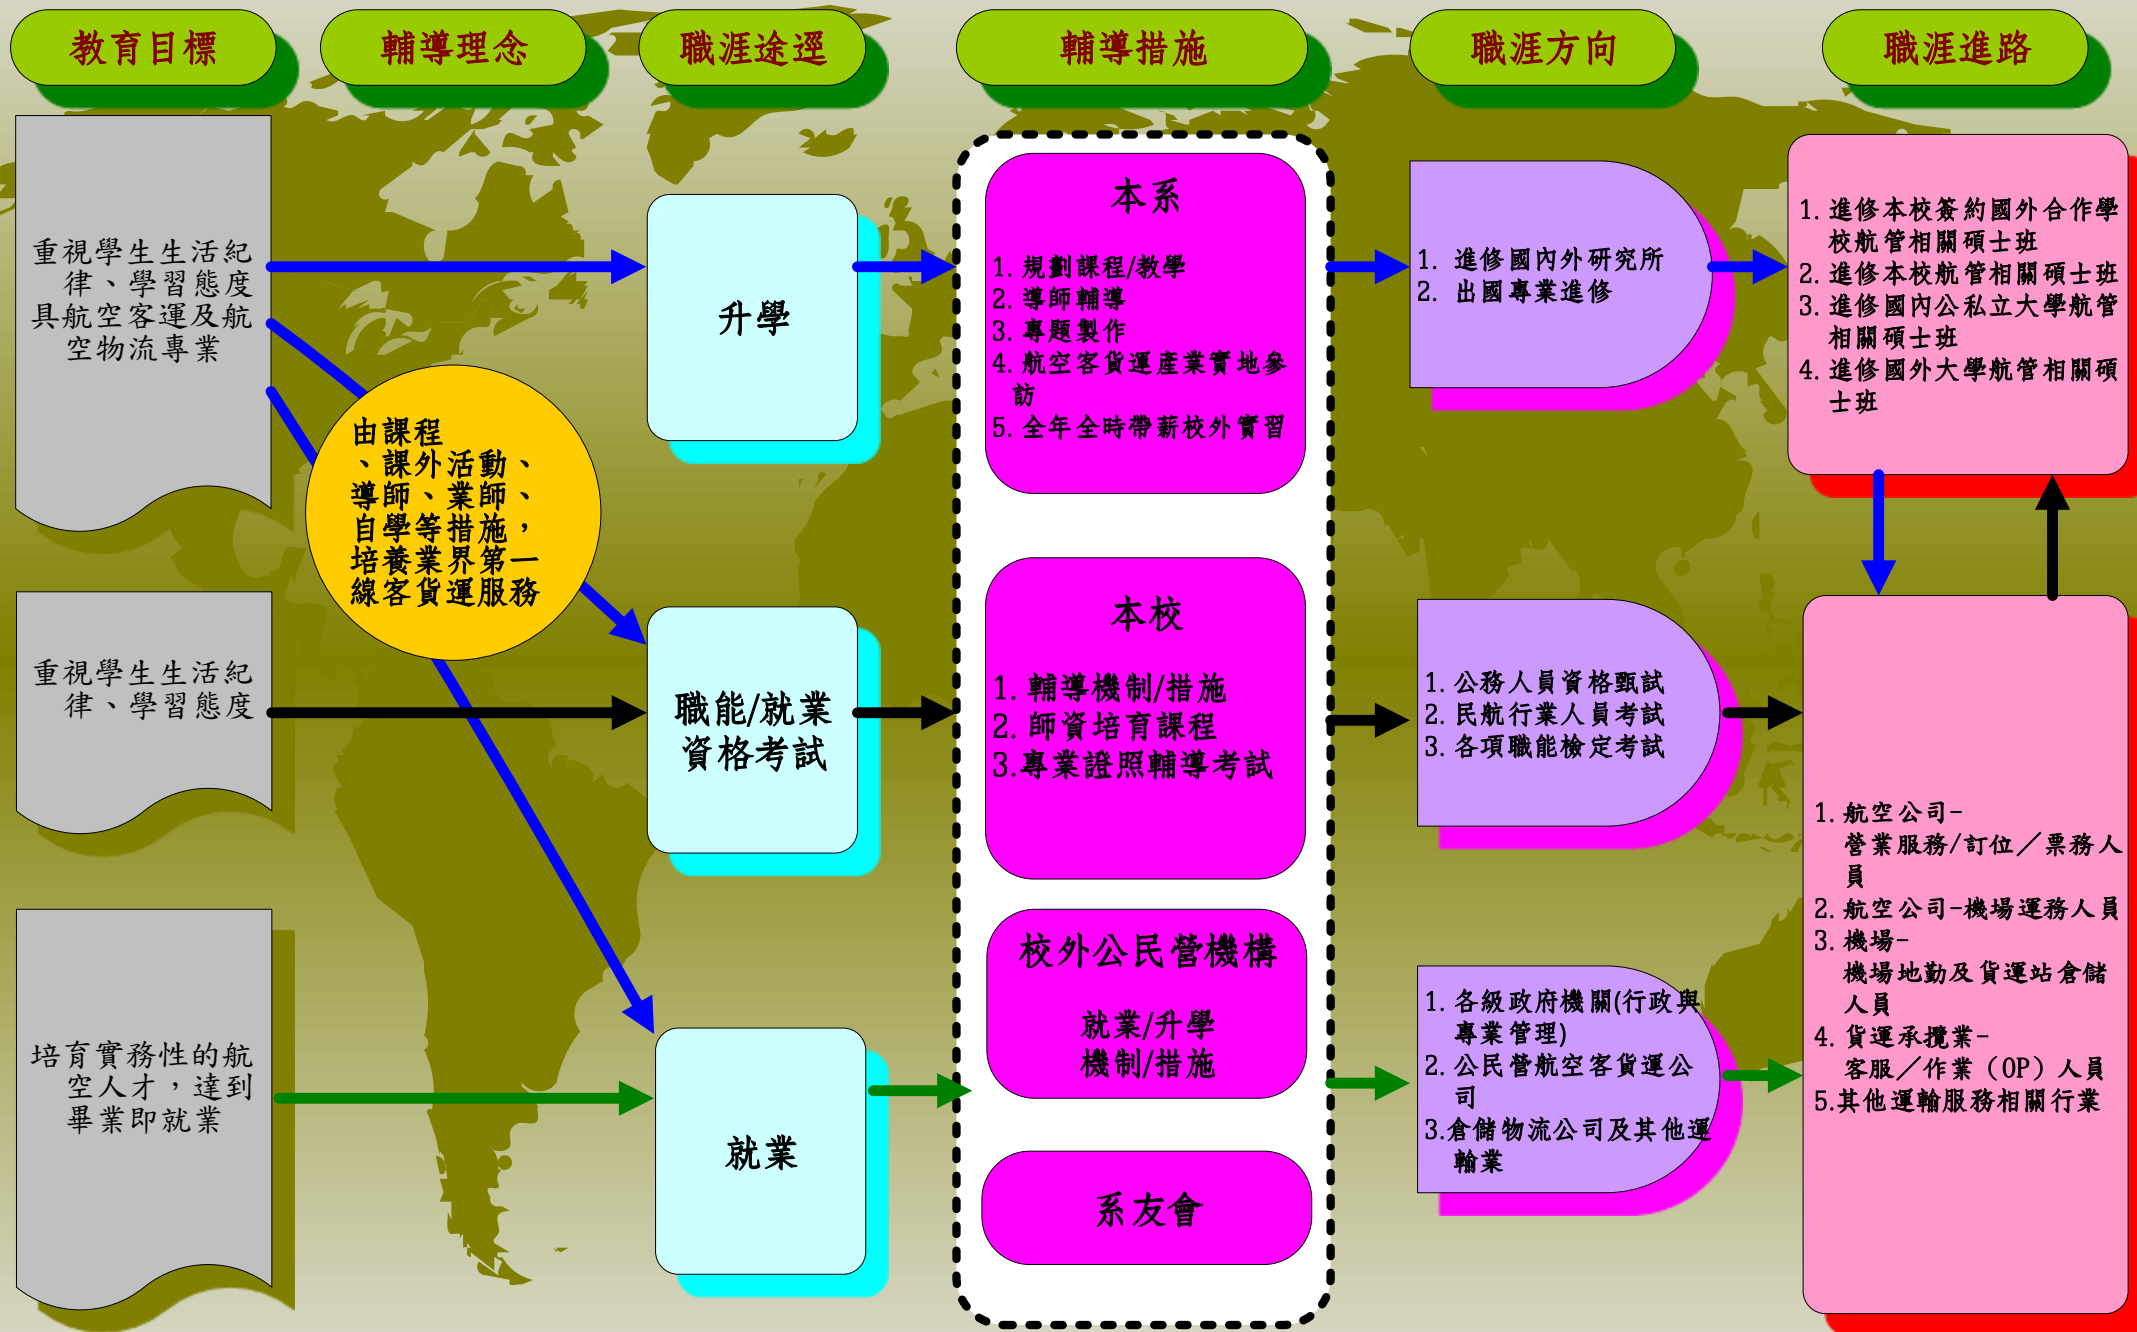 教育目標
輔導理念
職涯途逕
輔導措施
職涯方向
職涯進路
重視學生生活紀
律、學習態度
具航空客運及航
空物流專業
重視學生生活紀
律、學習態度
培育實務性的航
空人才，達到
畢業即就業
由課程
、課外活動、
導師、業師、
自學等措施，
培養業界第一
線客貨運服務
升學
職能/就業
資格考試
就業
本系
1. 規劃課程/教學
2. 導師輔導
3. 專題製作
4. 航空客貨運產業實地參
訪
5. 全年全時帶薪校外實習
本校
1. 輔導機制/措施
2. 師資培育課程
3.專業證照輔導考試
校外公民營機構
就業/升學
機制/措施
系友會
1. 進修國內外研究所
2. 出國專業進修
1. 公務人員資格甄試
2. 民航行業人員考試
3. 各項職能檢定考試
1. 各級政府機關(行政與
專業管理)
2. 公民營航空客貨運公
司
3.倉儲物流公司及其他運
輸業
1. 進修本校簽約國外合作學
校航管相關碩士班
2. 進修本校航管相關碩士班
3. 進修國內公私立大學航管
相關碩士班
4. 進修國外大學航管相關碩
士班
1. 航空公司-
營業服務/訂位／票務人
員
2. 航空公司-機場運務人員
3. 機場-
機場地勤及貨運站倉儲
人員
4. 貨運承攬業-
客服／作業（OP）人員
5.其他運輸服務相關行業